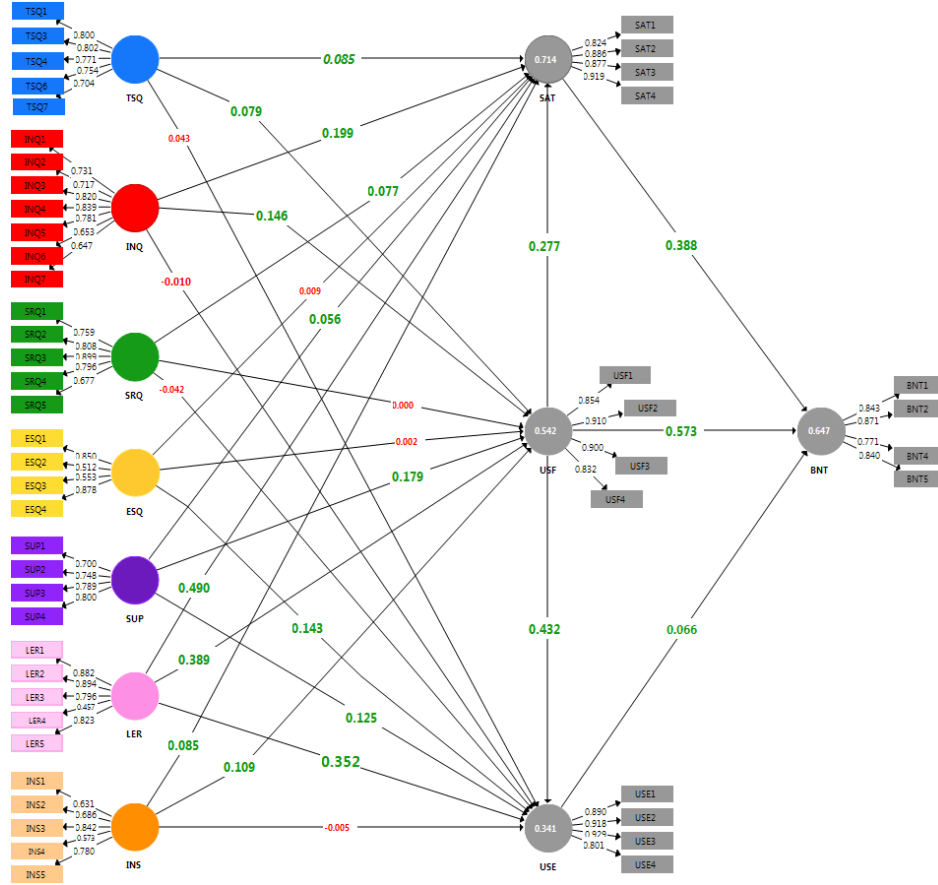 TSQ1
TSQ3
TSQ4
TSQ6
TSQ7
0.800
0.802
0.771
0.754
0.704
TSQ
INQ1
INQ2
INQ3
INQ4
INQ5
INQ6
INQ7
0.731
0.717
0.820
0.839
0.781
0.653
0.647
INQ
SRQ1
SRQ2
SRQ3
SRQ4
SRQ5
0.759
0.808
0.899
0.796
0.677
SRQ
ESQ1
ESQ2
ESQ3
ESQ4
0.850
0.512
0.553
0.878
ESQ
SUP1
SUP2
SUP3
SUP4
0.700
0.748
0.789
0.800
SUP
LER1
LER2
LER3
LER4
LER5
0.882
0.894
0.796
0.457
0.823
LER
INS1
INS2
INS3
INS4
INS5
0.631
0.686
0.842
0.573
0.780
INS
0.085
0.079
0.043
0.199
0.146
-0.010
0.077
0.009
0.056
-0.042
0.000
0.002
0.179
0.490
0.143
0.389
0.125
0.085
0.109
0.352
-0.005
0.714
SAT
0.824
0.886
0.877
0.919
SAT1
SAT2
SAT3
SAT4
0.277
0.388
0.542
USF
0.854
0.910
0.900
0.832
USF1
USF2
USF3
USF4
0.573
0.432
0.066
0.647
BNT
0.843
0.871
0.771
0.840
BNT1
BNT2
BNT4
BNT5
0.341
USE
0.890
0.918
0.929
0.801
USE1
USE2
USE3
USE4